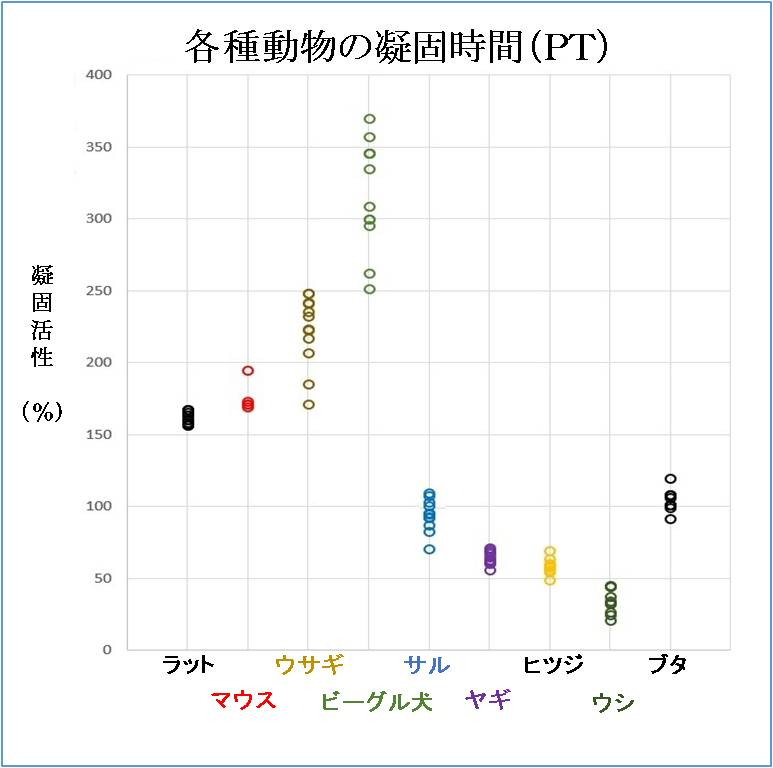 各種動物の凝固時間(PT)
凝固活性
(%)
400
350
300
250
200
150
100
50
0
ラット
ウサギ
サル
ヒツジ
ブタ
マウス
ビーグル犬
ヤギ
ウシ